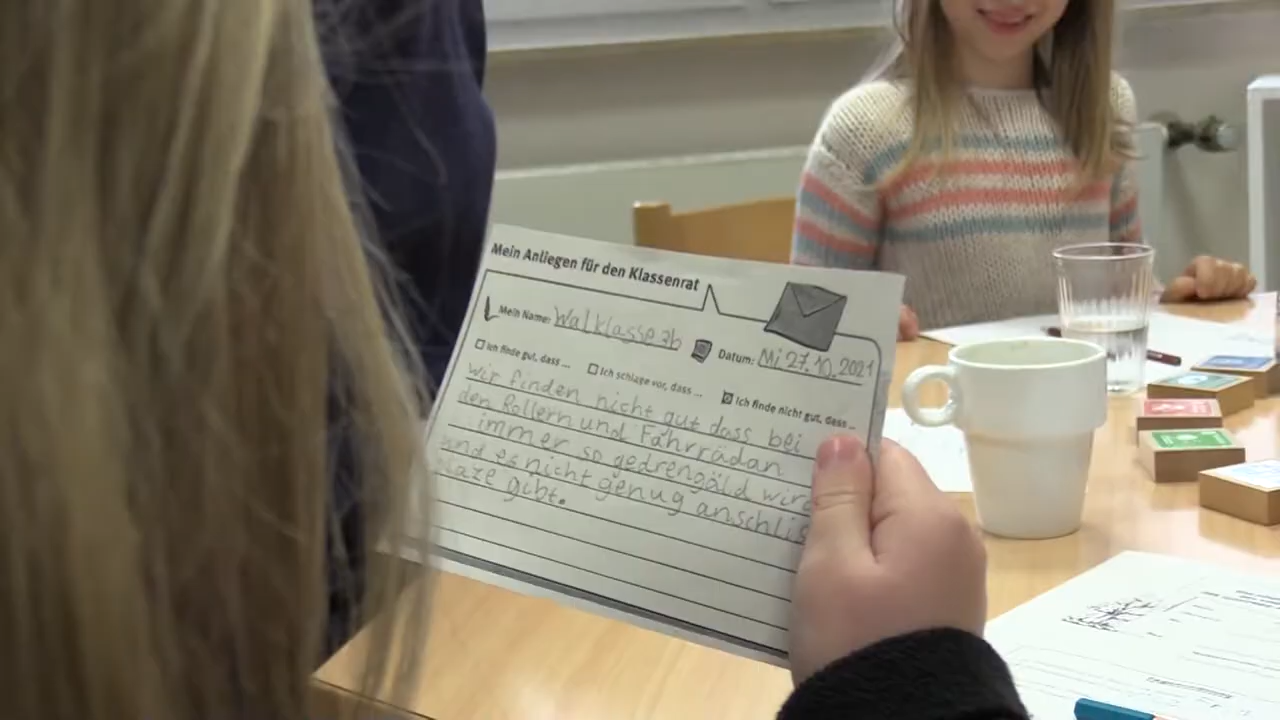 Mein Anliegen für den Klassenrat
Mein Name: Walklasse 3b
Datum: Mi 27.10.2021
Ich finde gut, dass ...
Ich schlage vor, dass ...
Ich finde nicht gut, dass ...
wir finden nicht gut dass bei
den Rollern und Fahrrädan
immer so gedrengäld wird
und es nicht genug anschlis
läze gibt.